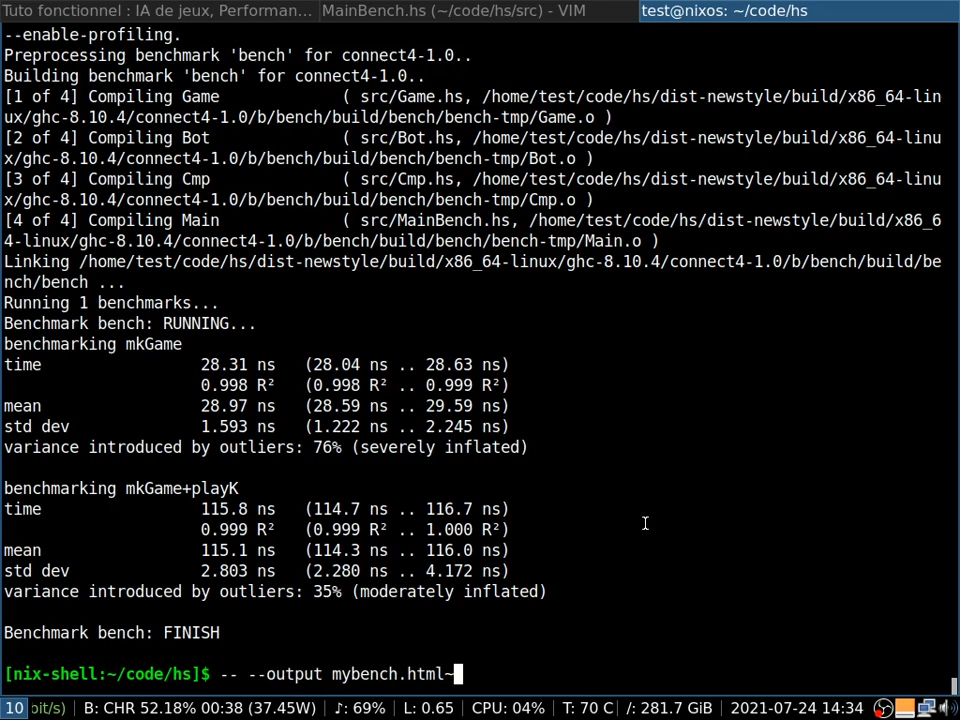 Tuto fonctionnel : IA de jeux, Performan... MainBench.hs (~/code/hs/src) - VIM test@nixos: ~/code/hs
--enable-profiling.
Preprocessing benchmark 'bench' for connect4-1.0..
Building benchmark 'bench' for connect4-1.0..
[1 of 4] Compiling Game             ( src/Game.hs, /home/test/code/hs/dist-newstyle/build/x86_64-lin
ux/ghc-8.10.4/connect4-1.0/b/bench/build/bench/bench-tmp/Game.o )
[2 of 4] Compiling Bot              ( src/Bot.hs, /home/test/code/hs/dist-newstyle/build/x86_64-linu
x/ghc-8.10.4/connect4-1.0/b/bench/build/bench/bench-tmp/Bot.o )
[3 of 4] Compiling Cmp              ( src/Cmp.hs, /home/test/code/hs/dist-newstyle/build/x86_64-linu
x/ghc-8.10.4/connect4-1.0/b/bench/build/bench/bench-tmp/Cmp.o )
[4 of 4] Compiling Main             ( src/MainBench.hs, /home/test/code/hs/dist-newstyle/build/x86_6
4-linux/ghc-8.10.4/connect4-1.0/b/bench/build/bench/bench-tmp/Main.o )
Linking /home/test/code/hs/dist-newstyle/build/x86_64-linux/ghc-8.10.4/connect4-1.0/b/bench/build/be
nch/bench ...
Running 1 benchmarks...
Benchmark bench: RUNNING...
benchmarking mkGame
time                 28.31 ns   (28.04 ns .. 28.63 ns)
                     0.998 R²   (0.998 R² .. 0.999 R²)
mean                 28.97 ns   (28.59 ns .. 29.59 ns)
std dev              1.593 ns   (1.222 ns .. 2.245 ns)
variance introduced by outliers: 76% (severely inflated)
benchmarking mkGame+playK
time                 115.8 ns   (114.7 ns .. 116.7 ns)
                     0.999 R²   (0.999 R² .. 1.000 R²)
mean                 115.1 ns   (114.3 ns .. 116.0 ns)
std dev              2.803 ns   (2.280 ns .. 4.172 ns)
variance introduced by outliers: 35% (moderately inflated)
Benchmark bench: FINISH
[nix-shell:~/code/hs]$ -- --output mybench.html~
10 bit/s) | B: CHR 52.18% 00:38 (37.45W) | ♪: 69% | L: 0.65 | CPU: 04% | T: 70 C | /: 281.7 GiB | 2021-07-24 14:34